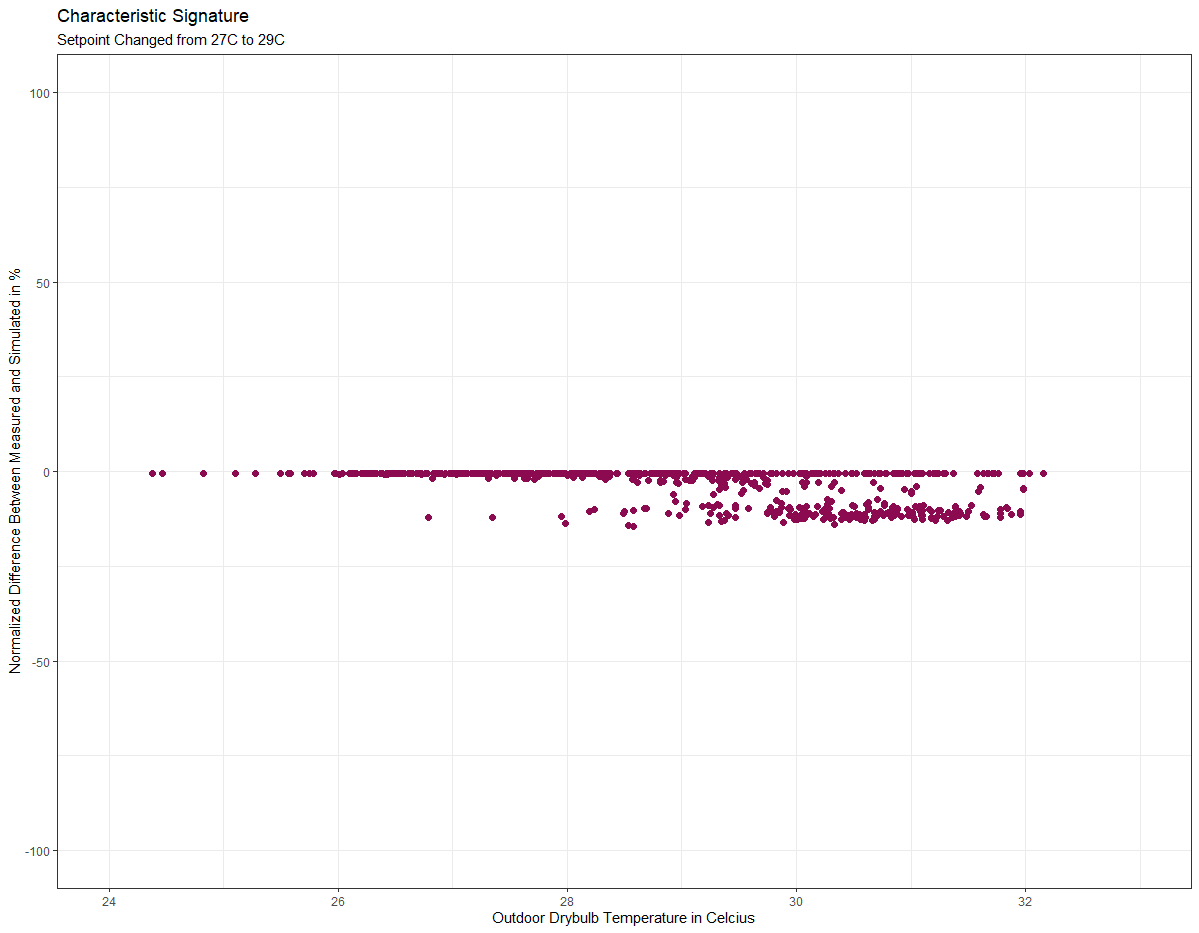 Characteristic Signature
Setpoint Changed from 27C to 29C
Normalized Difference Between Measured and Simulated in %
100
50
0
-50
-100
24 26 28 30 32
Outdoor Drybulb Temperature in Celcius